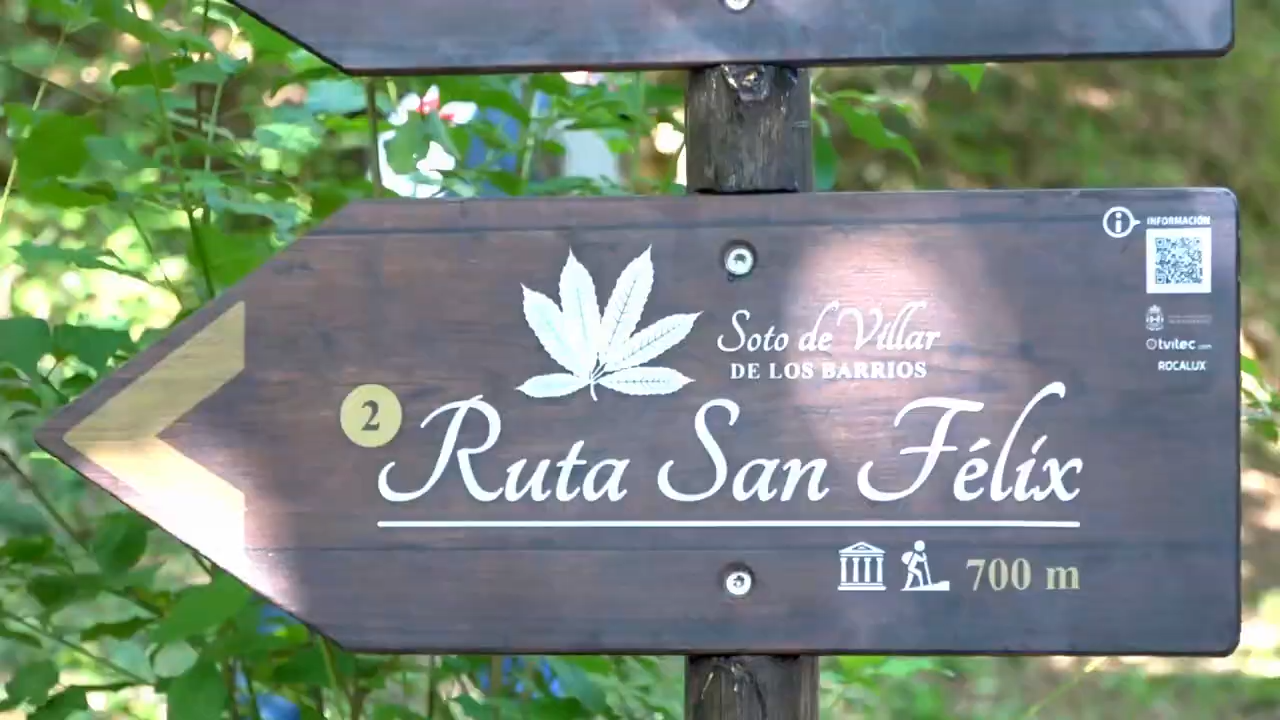 INFORMACIÓN
Soto de Villar
DE LOS BARRIOS
tvitec.com
ROCALUX
2
Ruta San Félix
700 m